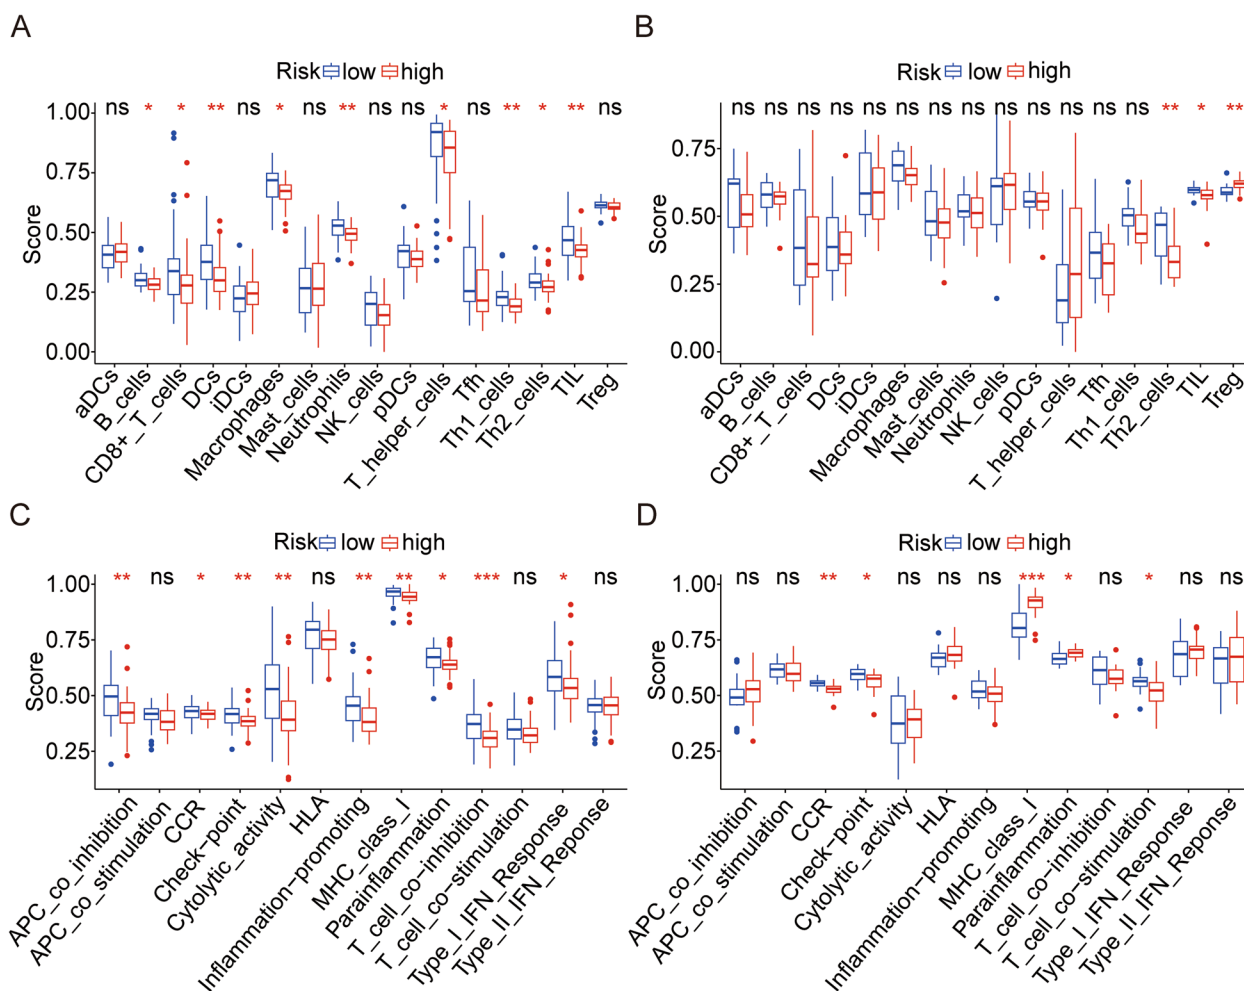 A
Risk low high
ns * * ** ns * ns ** ns ns * ns ** * ** ns
Score
1.00
0.75
0.50
0.25
0.00
aDCs
B_cells
CD8+_T_cells
DCs
iDCs
Macrophages
Mast_cells
Neutrophils
NK_cells
pDCs
T_helper_cells
Tfh
Th1_cells
Th2_cells
TIL
Treg
B
Risk low high
ns ns ns ns ns ns ns ns ns ns ns ns ns ** * **
Score
0.75
0.50
0.25
0.00
aDCs
B_cells
CD8+_T_cells
DCs
iDCs
Macrophages
Mast_cells
Neutrophils
NK_cells
pDCs
T_helper_cells
Tfh
Th1_cells
Th2_cells
TIL
Treg
C
Risk low high
** ns * ** ** ns ** ** * *** ns * ns
Score
1.00
0.75
0.50
0.25
APC_co_inhibition
APC_co_stimulation
CCR
Check-point
Cytolytic_activity
HLA
Inflammation-promoting
MHC_class_I
Parainflammation
T_cell_co-inhibition
T_cell_co-stimulation
Type_I_IFN_Response
Type_II_IFN_Reponse
D
Risk low high
ns ns ** * ns ns ns *** * ns * ns ns
Score
1.00
0.75
0.50
0.25
APC_co_inhibition
APC_co_stimulation
CCR
Check-point
Cytolytic_activity
HLA
Inflammation-promoting
MHC_class_I
Parainflammation
T_cell_co-inhibition
T_cell_co-stimulation
Type_I_IFN_Response
Type_II_IFN_Reponse